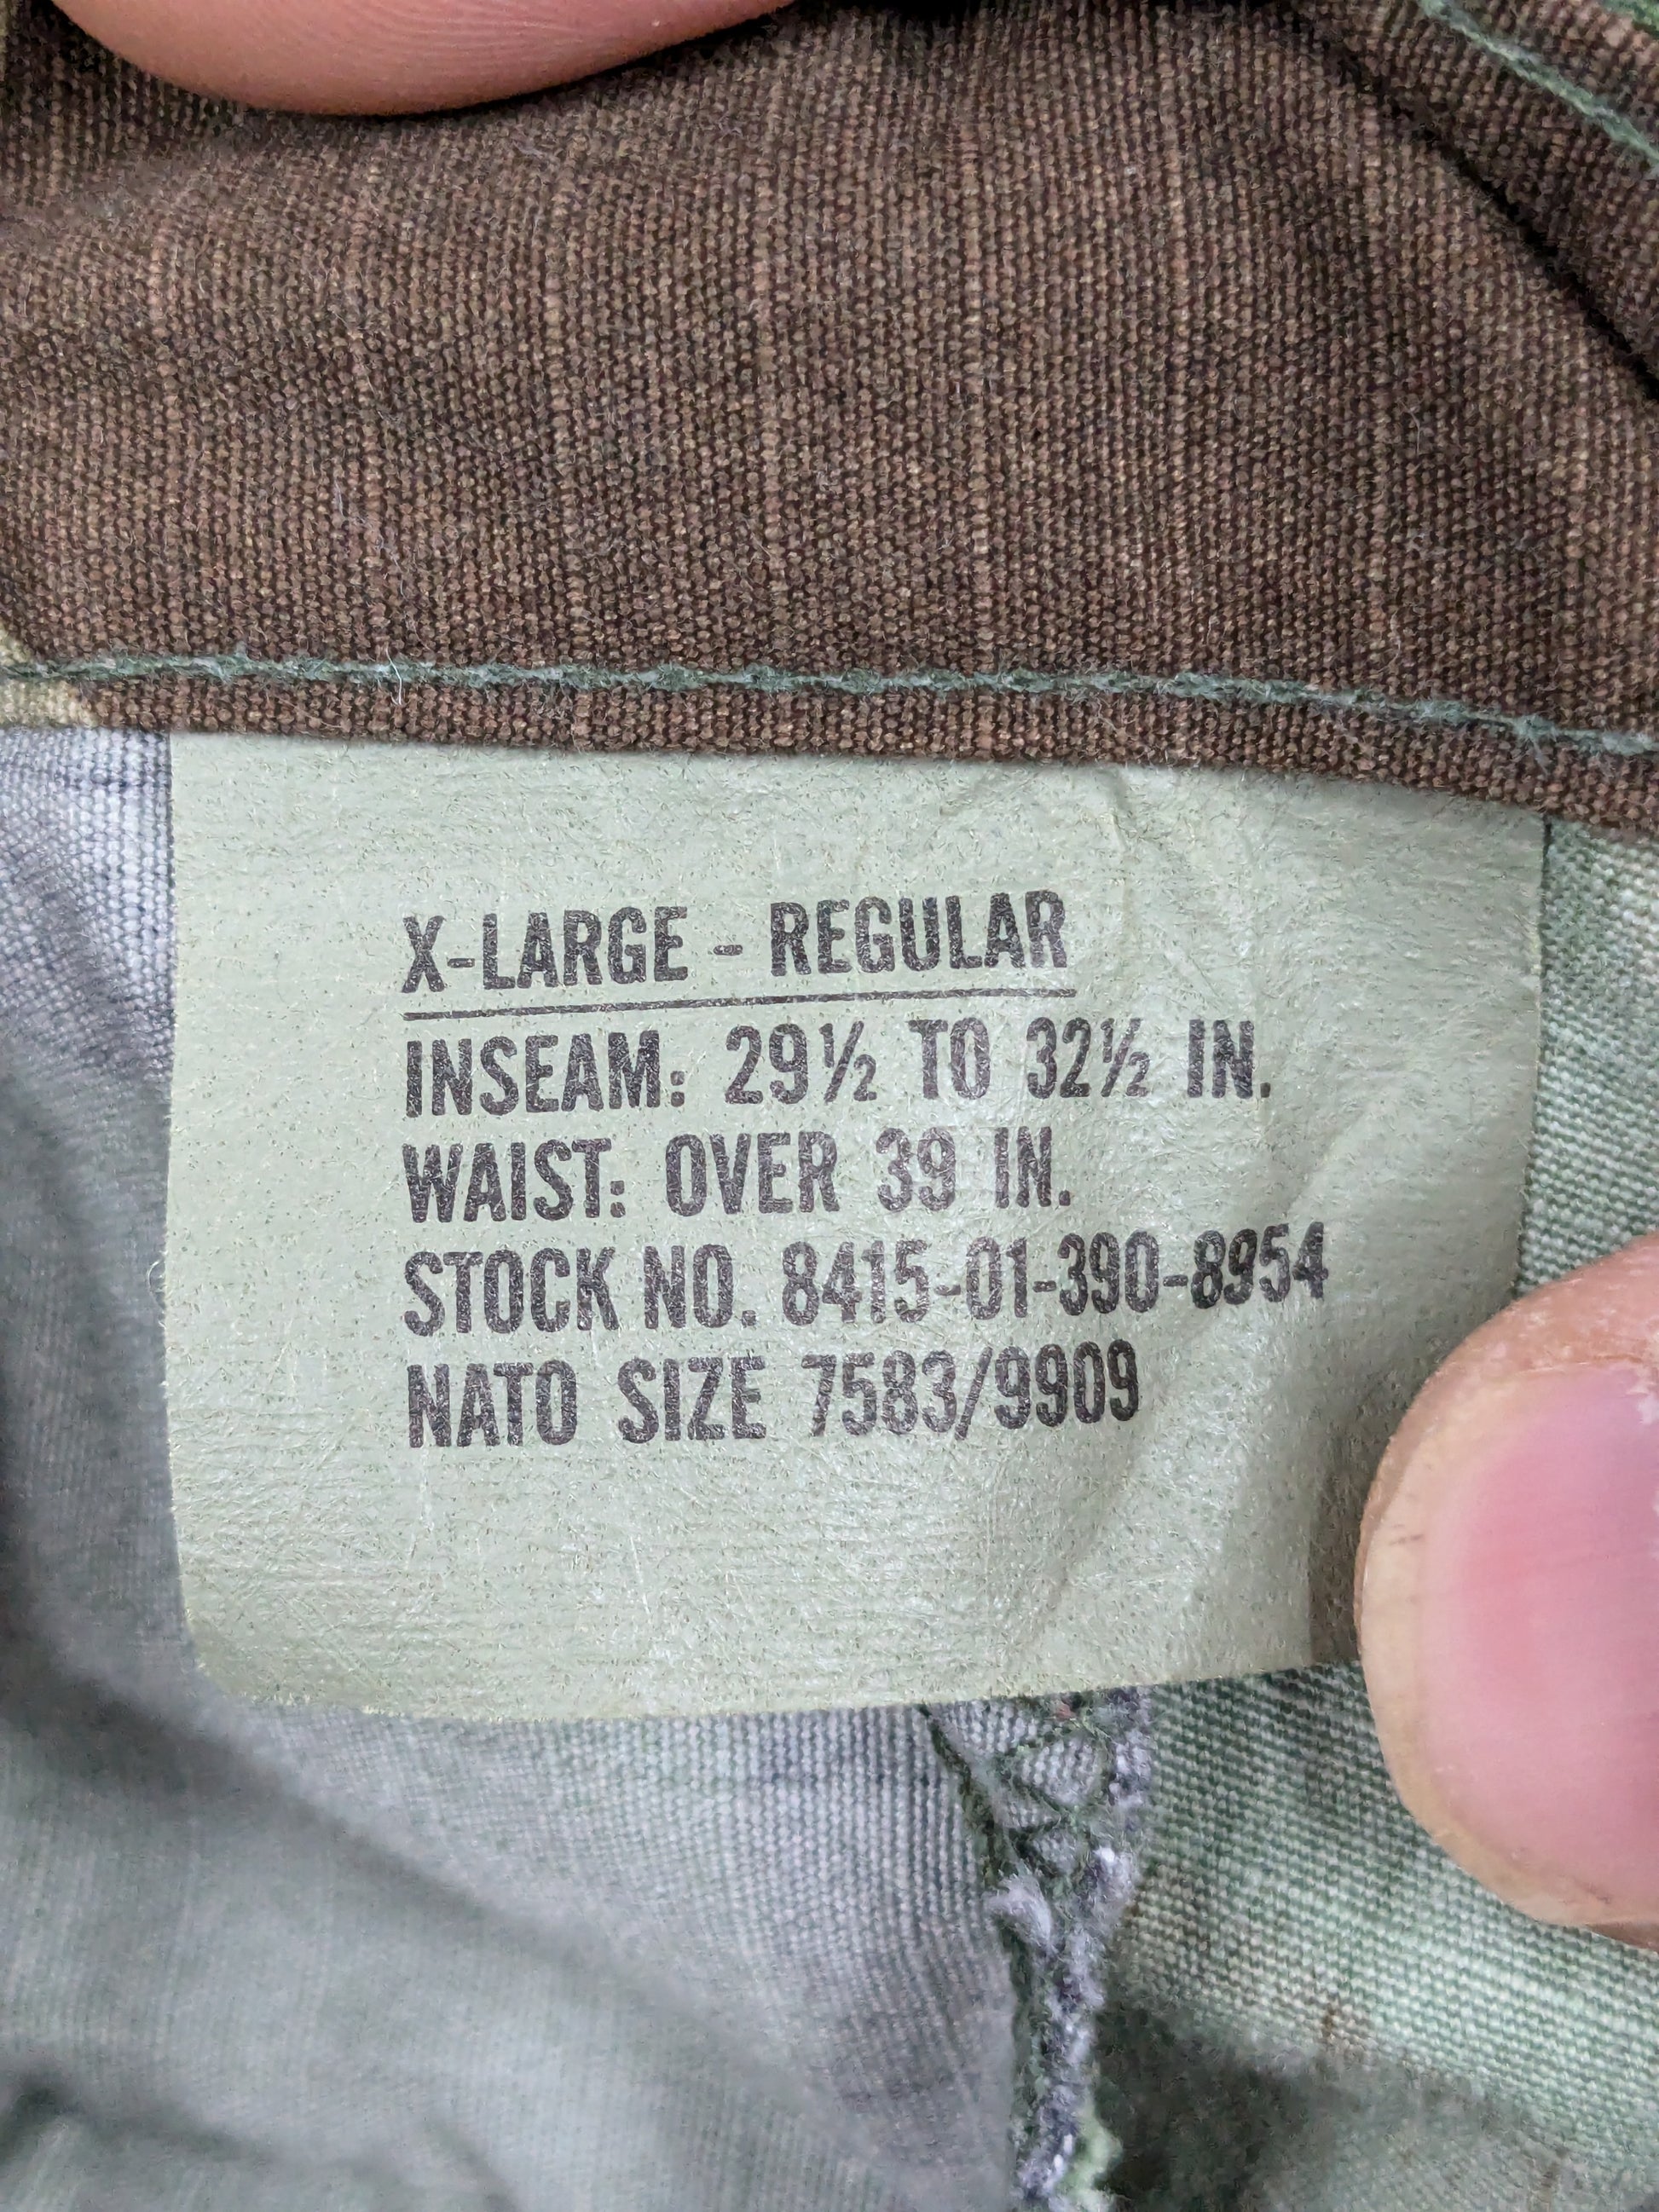 X-LARGE - REGULAR
INSEAM: 29½ TO 32½ IN.
WAIST: OVER 39 IN.
STOCK NO. 8415-01-390-8954
NATO SIZE 7583/9909